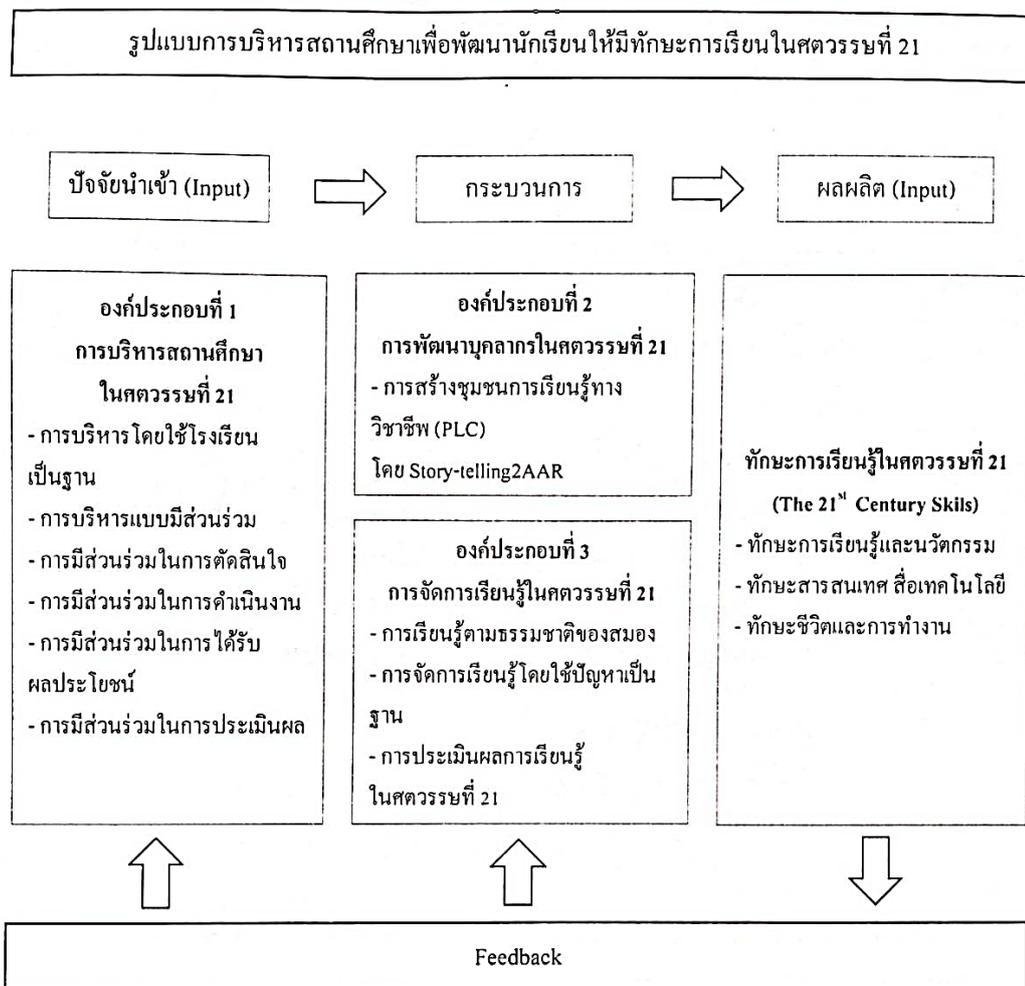 รูปแบบการบริหารสถานศึกษาเพื่อพัฒนานักเรียนให้มีทักษะการเรียนในศตวรรษที่ 21
ปัจจัยนำเข้า (Input)
กระบวนการ
ผลผลิต (Input)
องค์ประกอบที่ 1
การบริหารสถานศึกษา
ในศตวรรษที่ 21
- การบริหารโดยใช้โรงเรียน
เป็นฐาน
- การบริหารแบบมีส่วนร่วม
- การมีส่วนร่วมในการตัดสินใจ
- การมีส่วนร่วมในการดำเนินงาน
- การมีส่วนร่วมในการได้รับ
ผลประโยชน์
- การมีส่วนร่วมในการประเมินผล
องค์ประกอบที่ 2
การพัฒนาบุคลากรในศตวรรษที่ 21
- การสร้างชุมชนการเรียนรู้ทาง
วิชาชีพ (PLC)
โดย Story-telling2AAR
องค์ประกอบที่ 3
การจัดการเรียนรู้ในศตวรรษที่ 21
- การเรียนรู้ตามธรรมชาติของสมอง
- การจัดการเรียนรู้โดยใช้ปัญหาเป็น
ฐาน
- การประเมินผลการเรียนรู้
ในศตวรรษที่ 21
ทักษะการเรียนรู้ในศตวรรษที่ 21
(The 21st Century Skils)
- ทักษะการเรียนรู้และนวัตกรรม
- ทักษะสารสนเทศ สื่อเทคโนโลยี
- ทักษะชีวิตและการทำงาน
Feedback